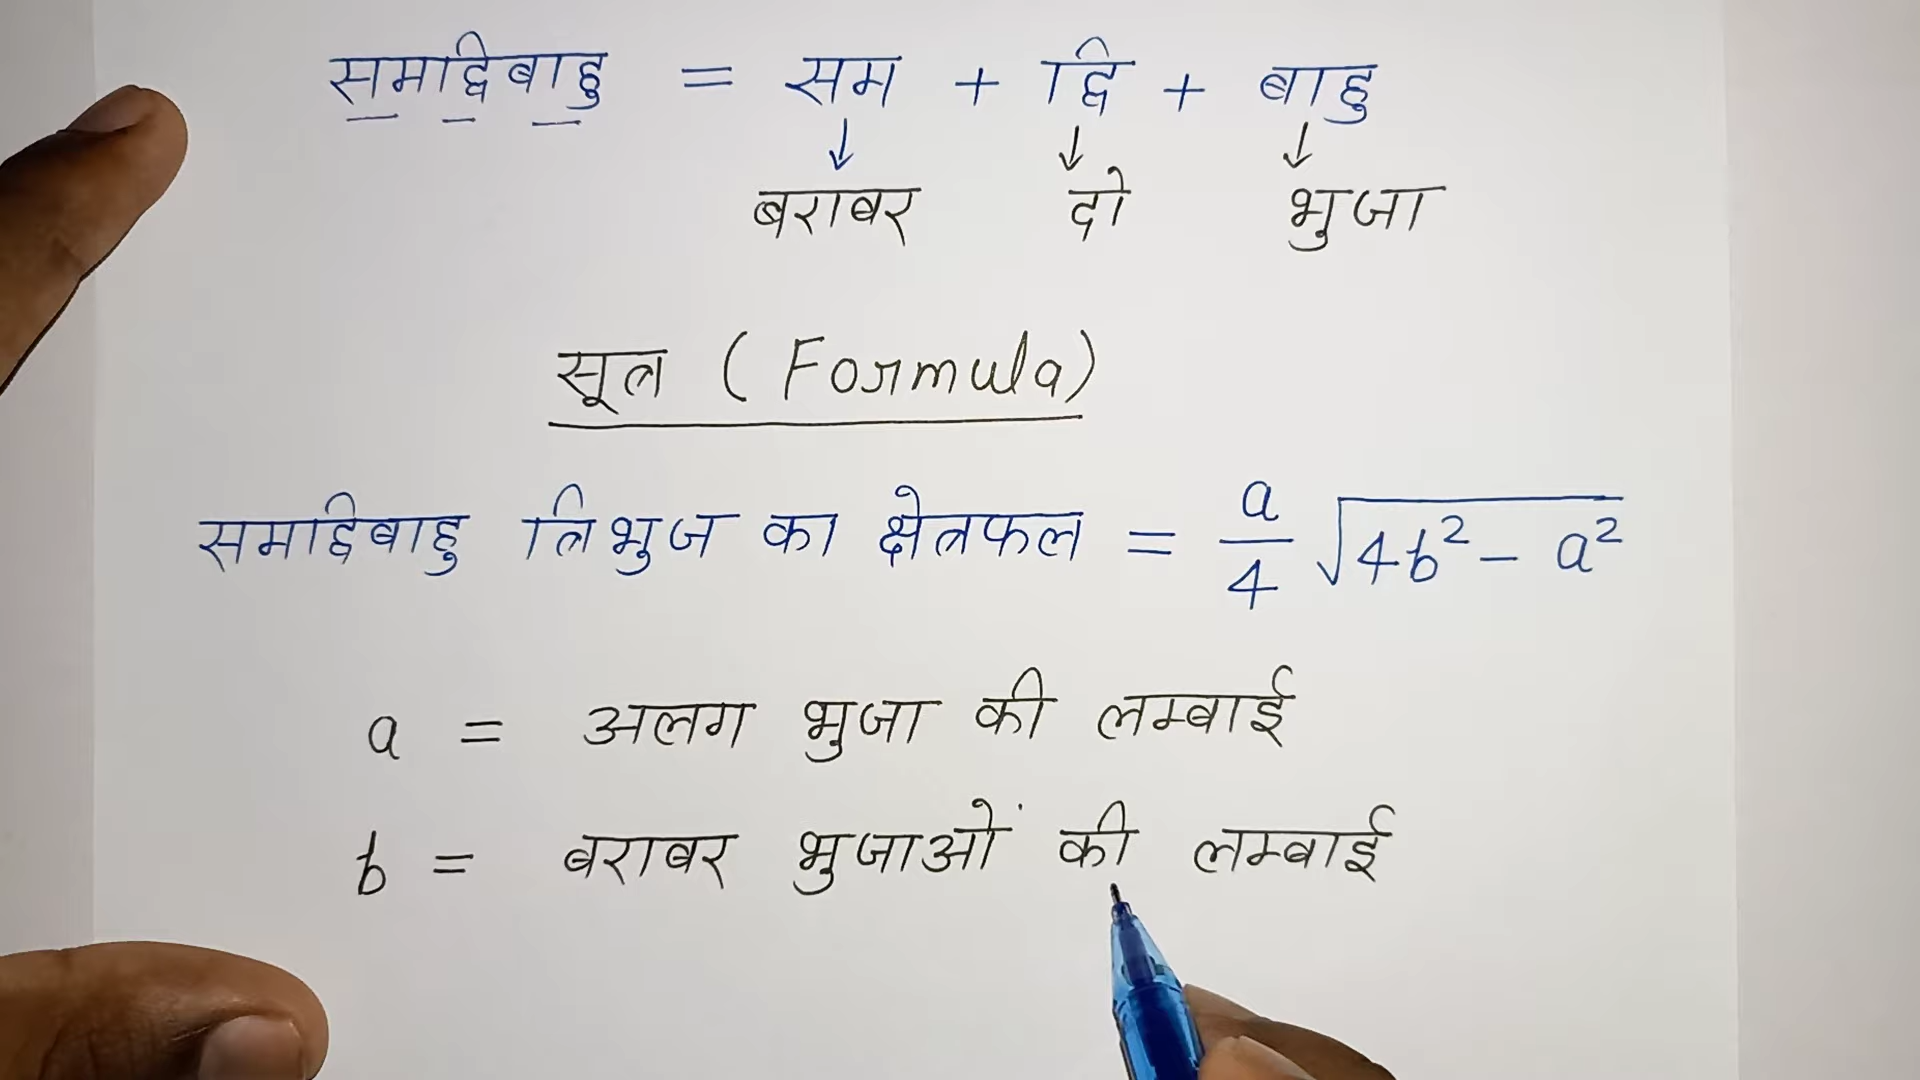 समद्विबाहु = सम + द्वि + बाहु
↓ ↓ ↓
बराबर दो भुजा
सूत्र (Formula)
समद्विबाहु त्रिभुज का क्षेत्रफल = a/4 √(4b² - a²)
a = अलग भुजा की लम्बाई
b = बराबर भुजाओं की लम्बाई